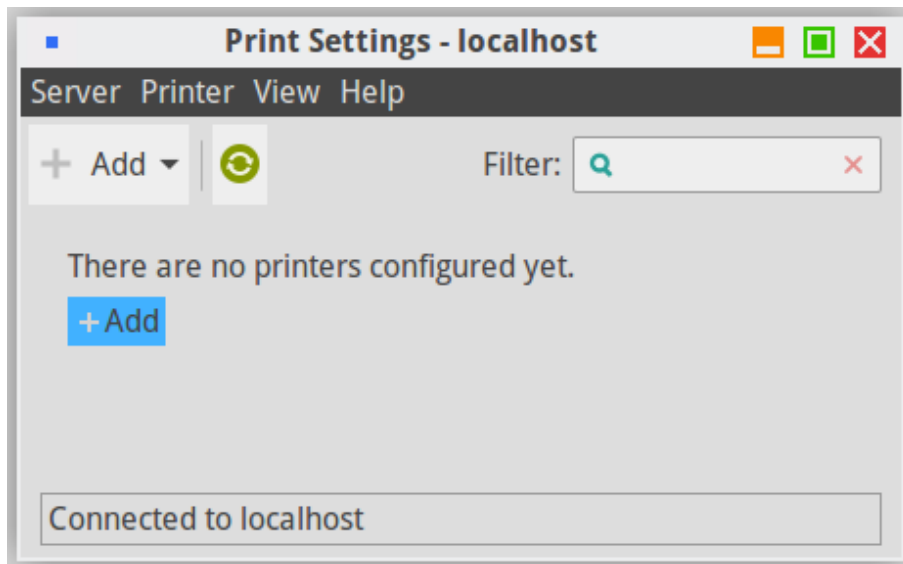 Print Settings - localhost
Server Printer View Help
Add Filter:
There are no printers configured yet.
+Add
Connected to localhost